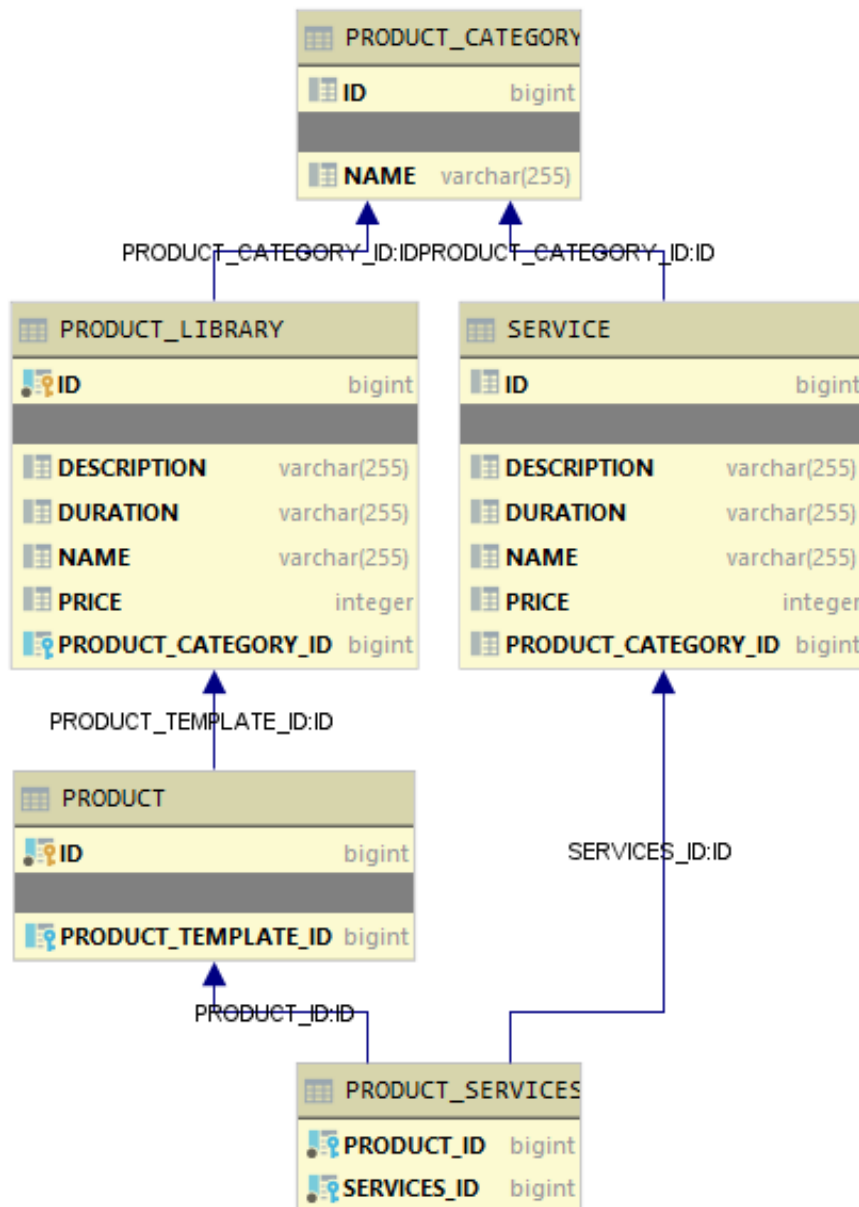 PRODUCT_CATEGORY
ID bigint
NAME varchar(255)
PRODUCT_CATEGORY_ID:ID PRODUCT_CATEGORY_ID:ID
PRODUCT_LIBRARY
ID bigint
DESCRIPTION varchar(255)
DURATION varchar(255)
NAME varchar(255)
PRICE integer
PRODUCT_CATEGORY_ID bigint
SERVICE
ID bigint
DESCRIPTION varchar(255)
DURATION varchar(255)
NAME varchar(255)
PRICE integer
PRODUCT_CATEGORY_ID bigint
PRODUCT_TEMPLATE_ID:ID
PRODUCT
ID bigint
PRODUCT_TEMPLATE_ID bigint
SERVICES_ID:ID
PRODUCT_ID:ID
PRODUCT_SERVICES
PRODUCT_ID bigint
SERVICES_ID bigint